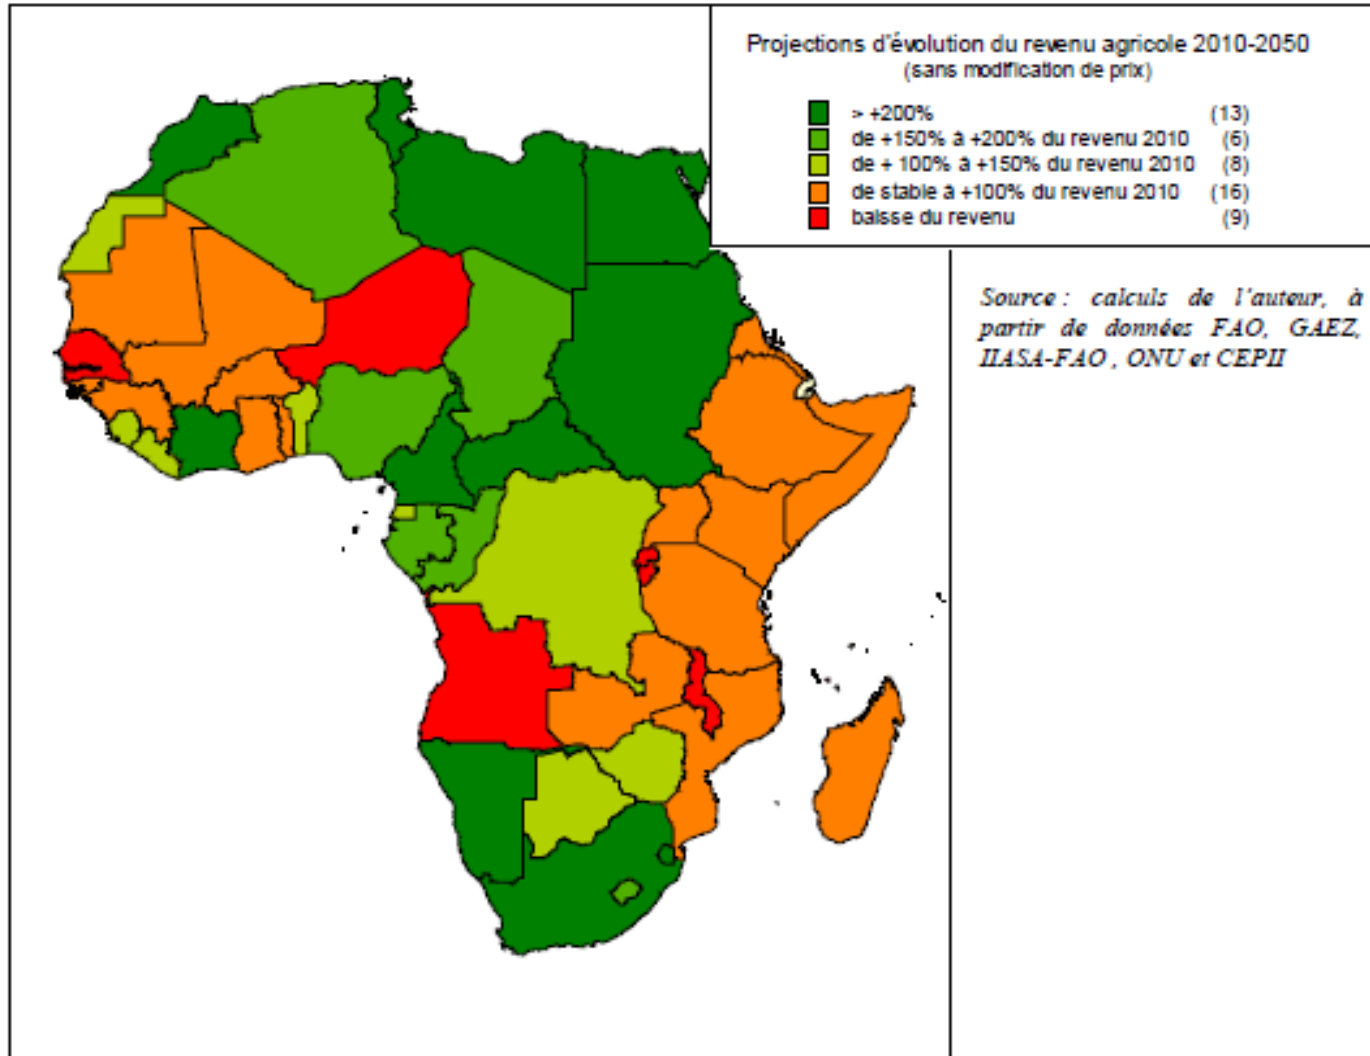 Projections d'évolution du revenu agricole 2010-2050
(sans modification de prix)
> +200% (13)
de +150% à +200% du revenu 2010 (6)
de + 100% à +150% du revenu 2010 (8)
de stable à +100% du revenu 2010 (16)
baisse du revenu (9)
Source : calculs de l'auteur, à
partir de données FAO, GAEZ,
IIASA-FAO , ONU et CEPII